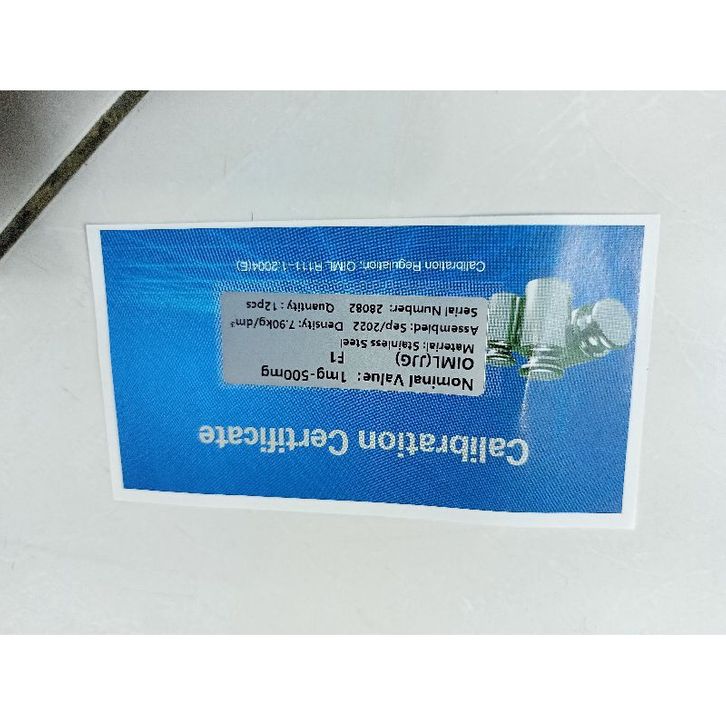 Calibration Certificate
Nominal Value: 1mg-500mg
OIML(JJG) F1
Material: Stainless Steel
Assembled: Sep/2022 Density: 7.90kg/dm³
Serial Number: 28082 Quantity: 12pcs
Calibration Regulation: OIML R111-1:2004(E)